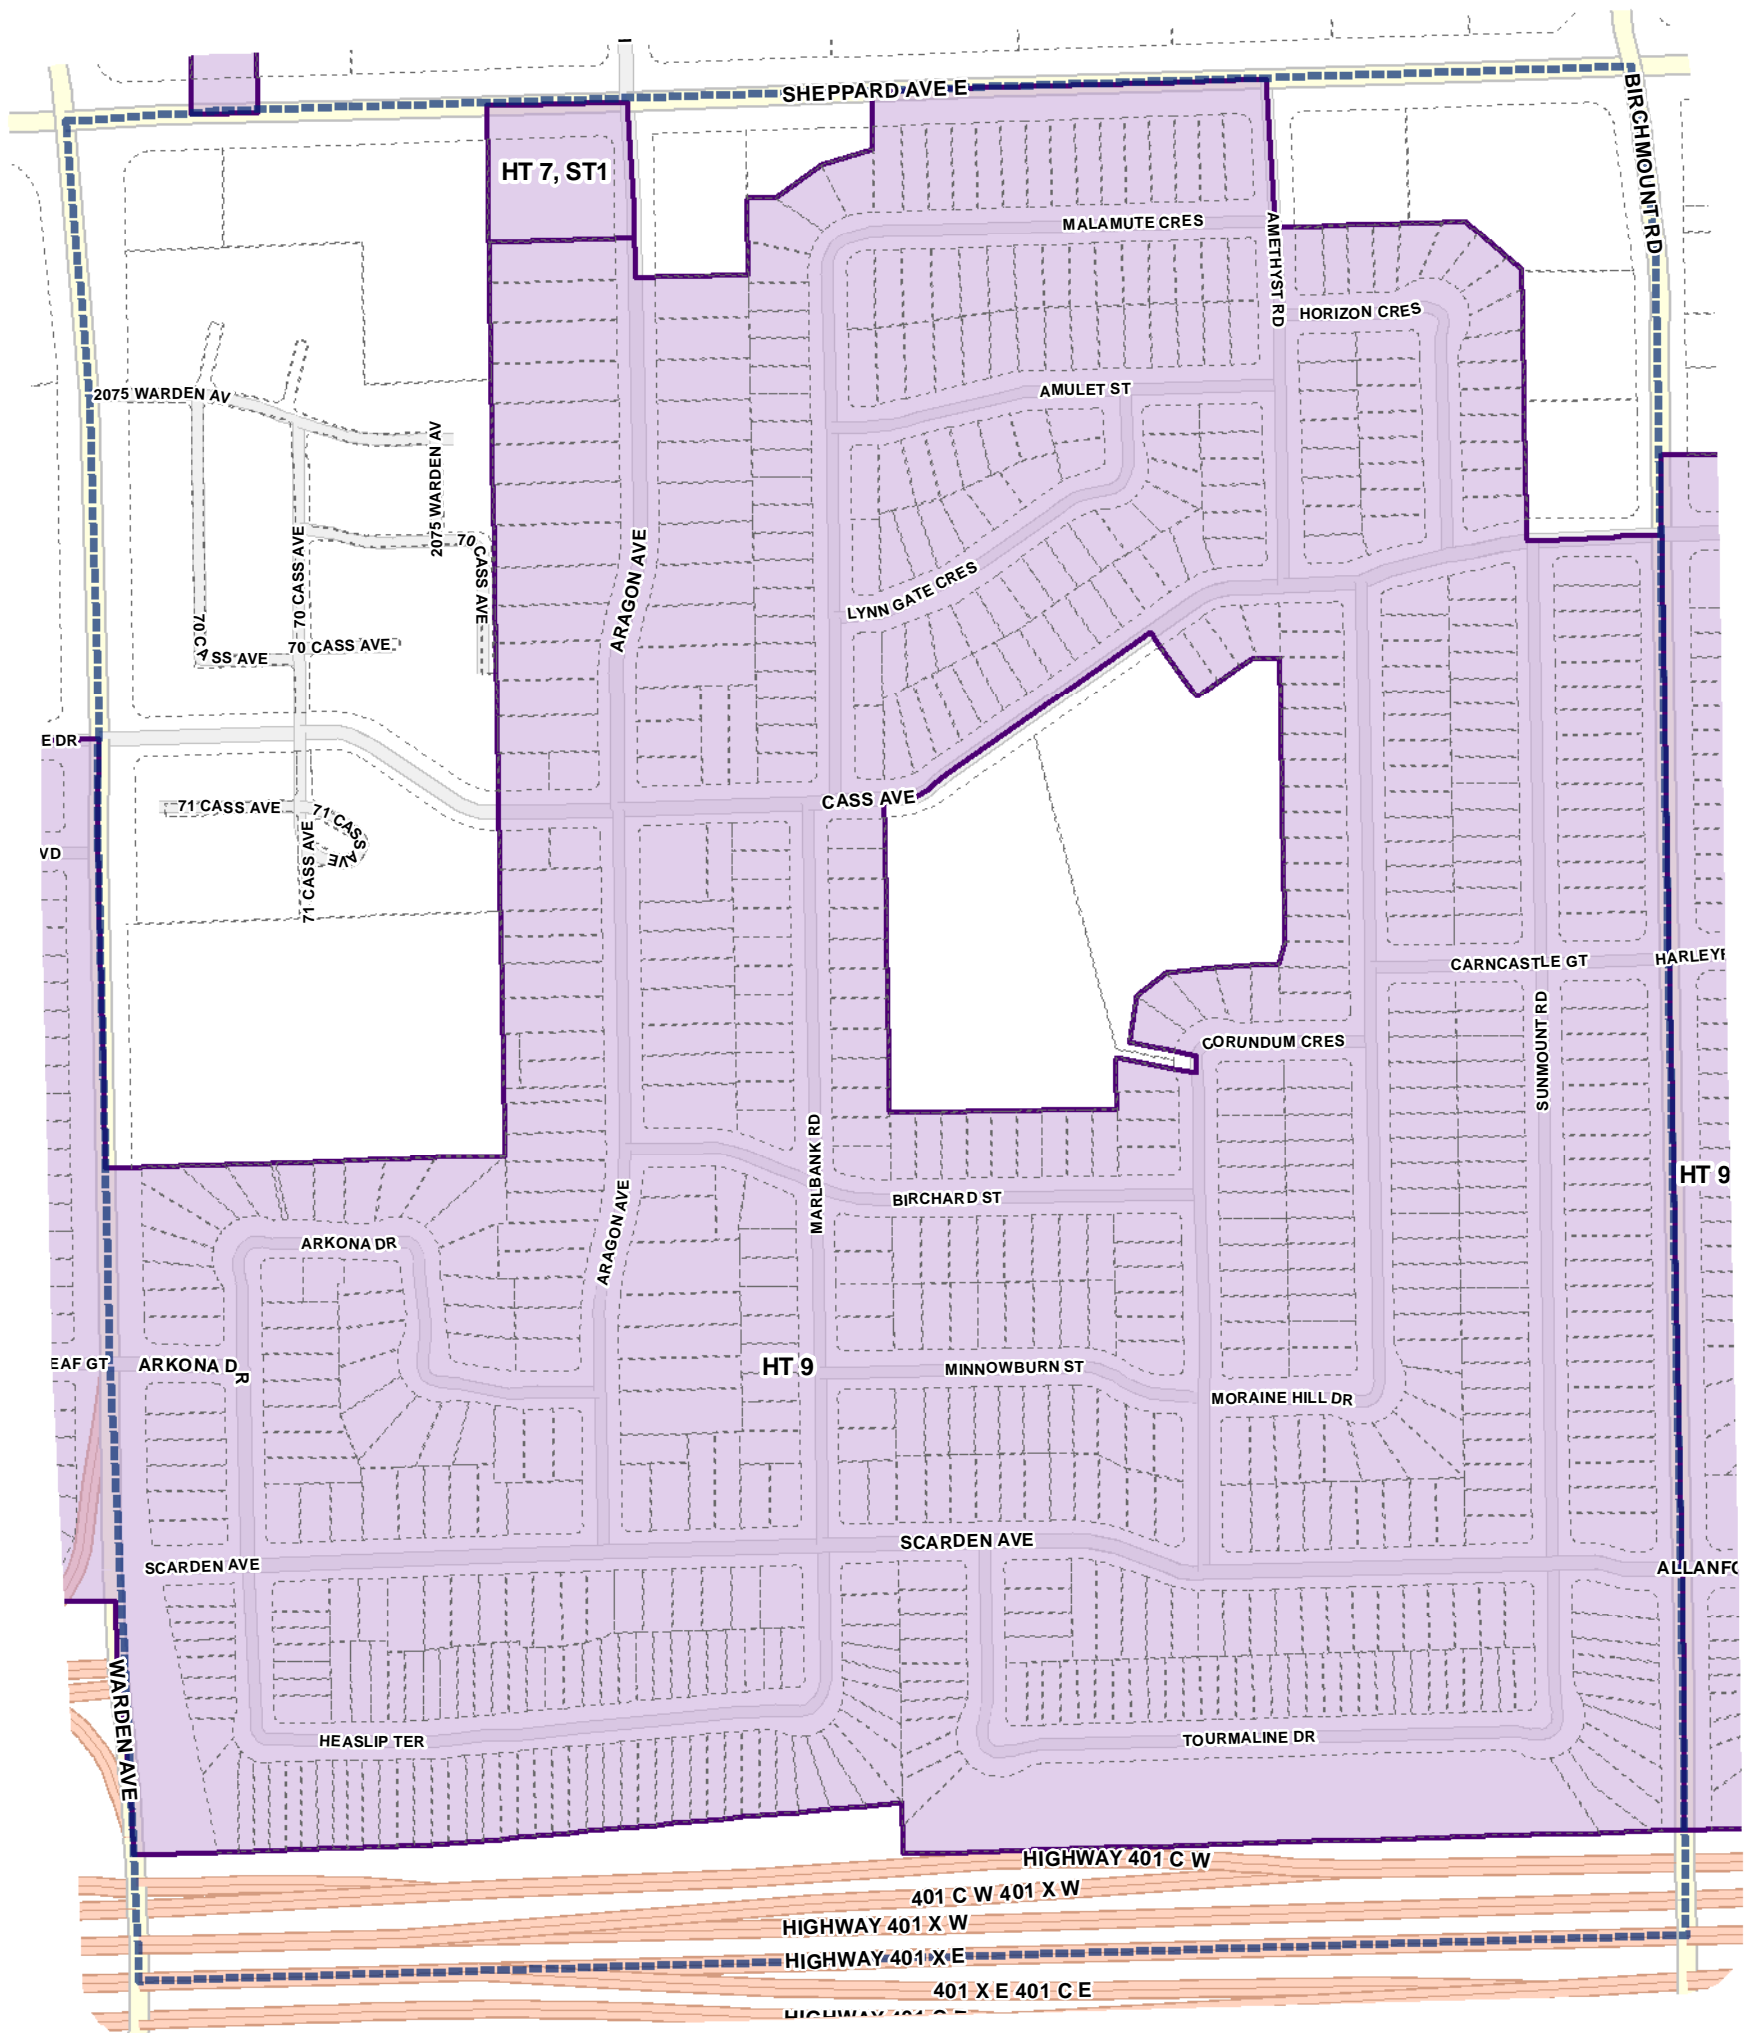 SHEPPARD AVE E
BIRCHMOUNT RD
HT 7, ST1
MALAMUTE CRES
AMETHYST RD
HORIZON CRES
2075 WARDEN AV
AMULET ST
2075 WARDEN AV
70 CASS AVE
70 CASS AVE
ARAGON AVE
LYNN GATE CRES
70 CASS AVE
70 CASS AVE
E DR
CASS AVE
71 CASS AVE
71 CASS AVE
71 CASS AVE
VD
CARNCASTLE GT
HARLEY
SUNMOUNT RD
CORUNDUM CRES
MARLBANK RD
HT 9
BIRCHARD ST
ARAGON AVE
ARKONA DR
EAF GT
ARKONA DR
HT 9
MINNOWBURN ST
MORAINE HILL DR
SCARDEN AVE
SCARDEN AVE
ALLANF
WARDEN AVE
HEASLIP TER
TOURMALINE DR
HIGHWAY 401 C W
401 C W 401 X W
HIGHWAY 401 X W
HIGHWAY 401 X E
401 X E 401 C E
HIGHWAY 401 C E